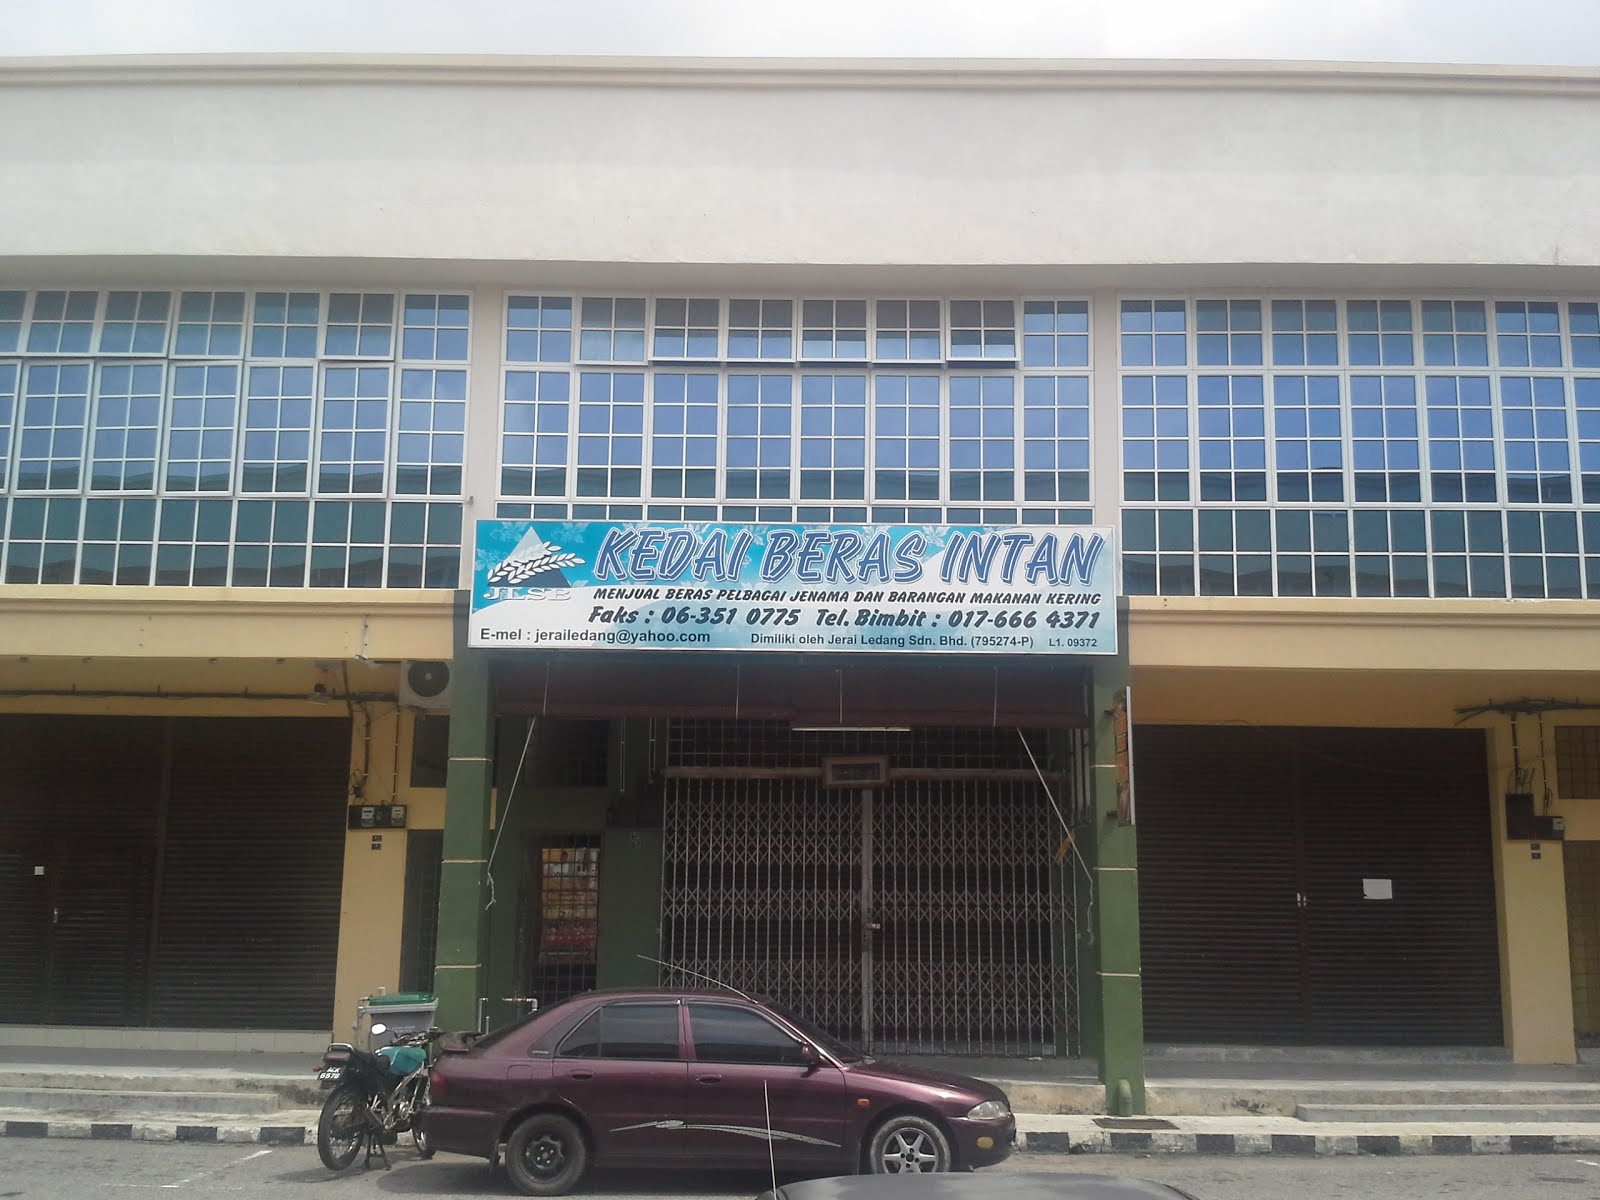 KEDAI BERAS INTAN
JLSB
MENJUAL BERAS PELBAGAI JENAMA DAN BARANGAN MAKANAN KERING
Faks : 06-351 0775 Tel. Bimbit : 017-666 4371
E-mel : jerailedang@yahoo.com Dimiliki oleh Jerai Ledang Sdn. Bhd. (795274-P) L1. 09372
6578